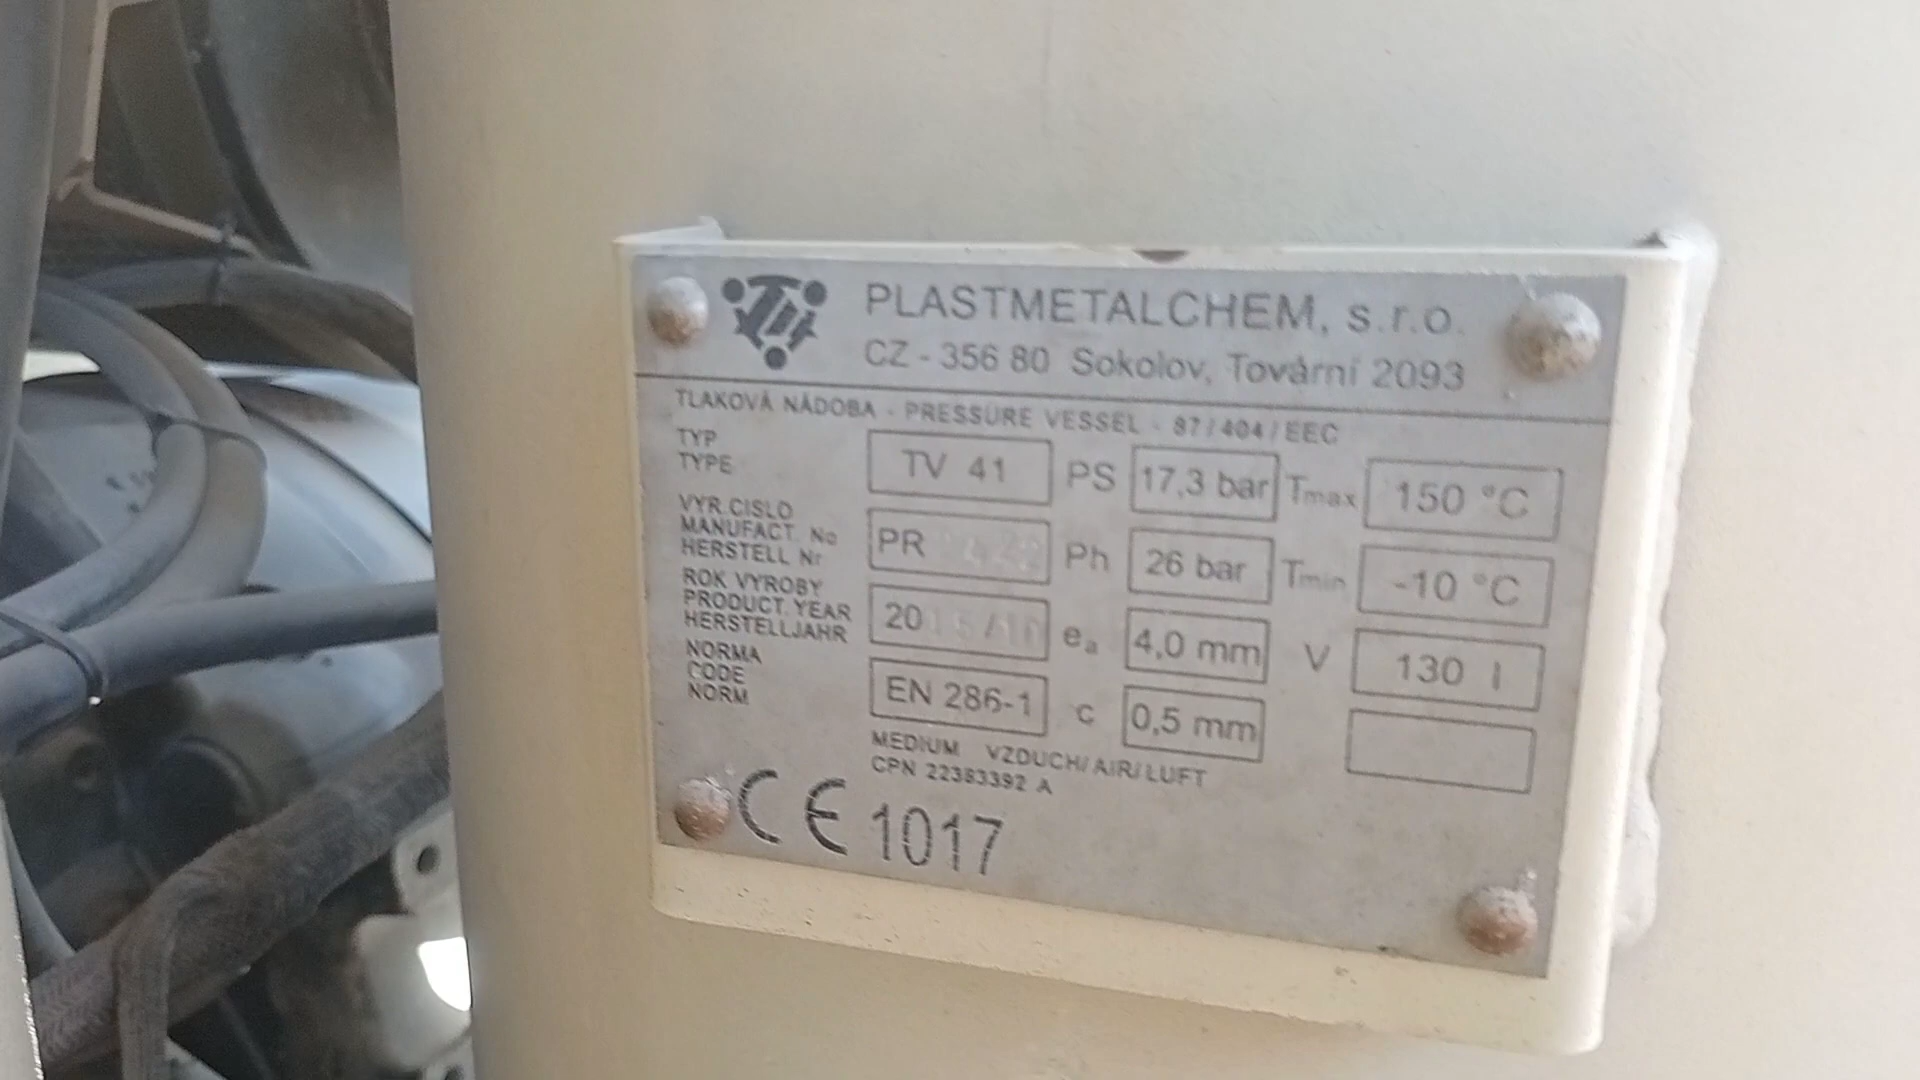 PLASTMETALCHEM, s.r.o.
CZ - 356 80 Sokolov, Tovární 2093
TLAKOVÁ NÁDOBA - PRESSURE VESSEL - 87/404/EEC
TYP
TYPE
TV 41 PS 17,3 bar Tmax 150 °C
VYR.CISLO
MANUFACT. No
HERSTELL Nr
PR Ph 26 bar Tmin -10 °C
ROK VYROBY
PRODUCT. YEAR
HERSTELLJAHR
2015/10 ea 4,0 mm V 130 l
NORMA
CODE
NORM
EN 286-1 c 0,5 mm
MEDIUM VZDUCH/AIR/LUFT
CPN 22383392 A
CE 1017